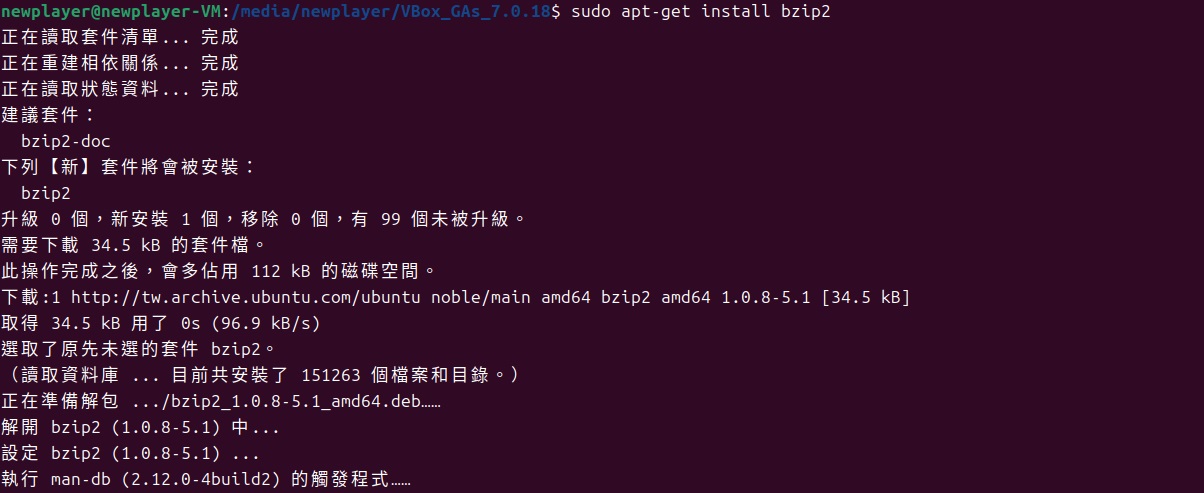 newplayer@newplayer-VM:/media/newplayer/VBox_GAs_7.0.18$ sudo apt-get install bzip2
正在讀取套件清單... 完成
正在重建相依關係... 完成
正在讀取狀態資料... 完成
建議套件：
  bzip2-doc
下列【新】套件將會被安裝：
  bzip2
升級 0 個，新安裝 1 個，移除 0 個，有 99 個未被升級。
需要下載 34.5 kB 的套件檔。
此操作完成之後，會多佔用 112 kB 的磁碟空間。
下載:1 http://tw.archive.ubuntu.com/ubuntu noble/main amd64 bzip2 amd64 1.0.8-5.1 [34.5 kB]
取得 34.5 kB 用了 0s (96.9 kB/s)
選取了原先未選的套件 bzip2。
（讀取資料庫 ... 目前共安裝了 151263 個檔案和目錄。）
正在準備解包 .../bzip2_1.0.8-5.1_amd64.deb……
解開 bzip2 (1.0.8-5.1) 中...
設定 bzip2 (1.0.8-5.1) ...
執行 man-db (2.12.0-4build2) 的觸發程式……